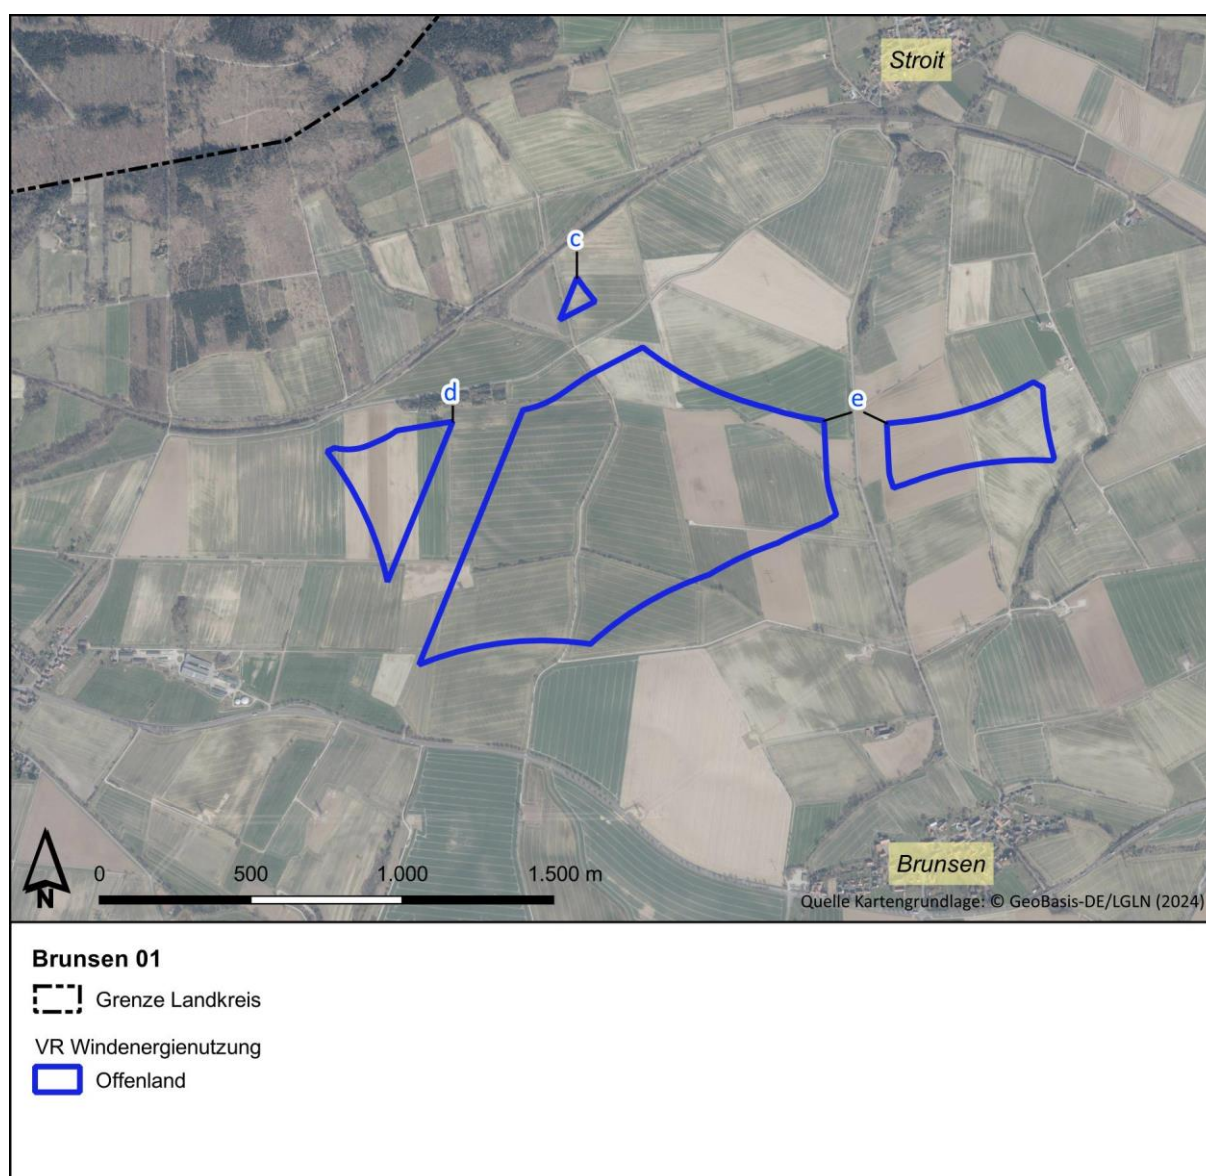 Stroit
c
d
e
Brunsen
0 500 1.000 1.500 m
N
Quelle Kartengrundlage: © GeoBasis-DE/LGLN (2024)
Brunsen 01
Grenze Landkreis
VR Windenergienutzung
Offenland